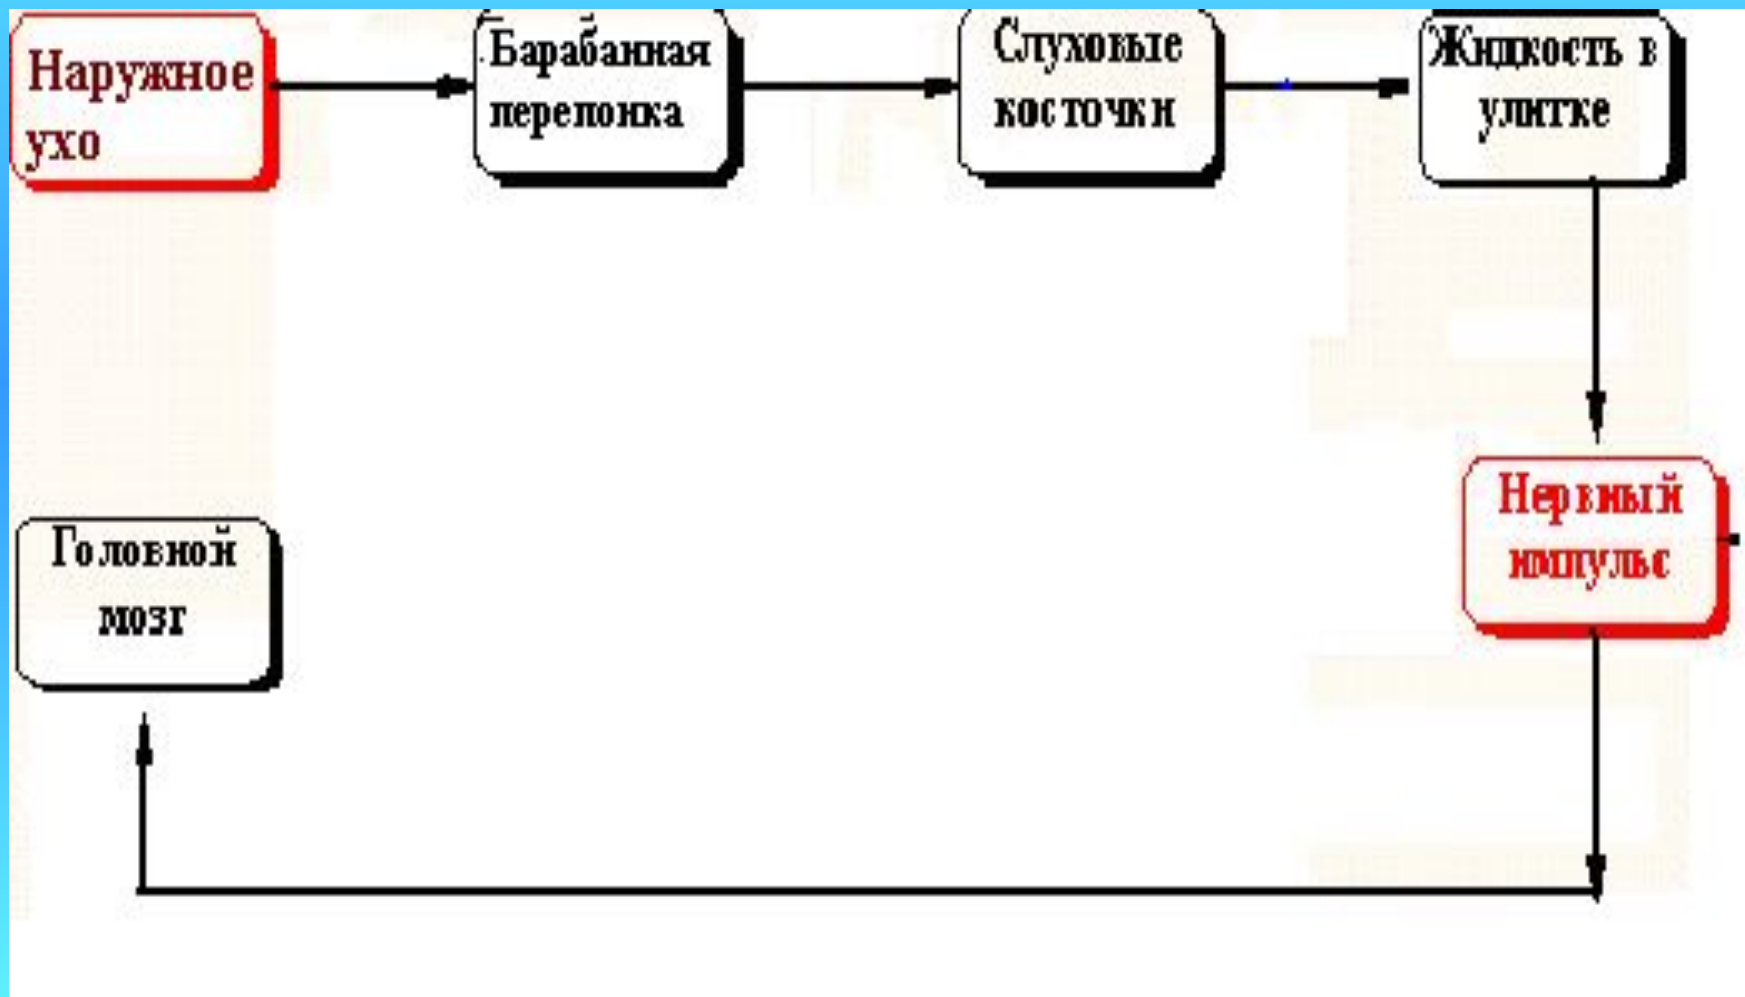 Наружное
ухо
Барабанная
перепонка
Слуховые
косточки
Жидкость в
улитке
Нервный
импульс
Головной
мозг